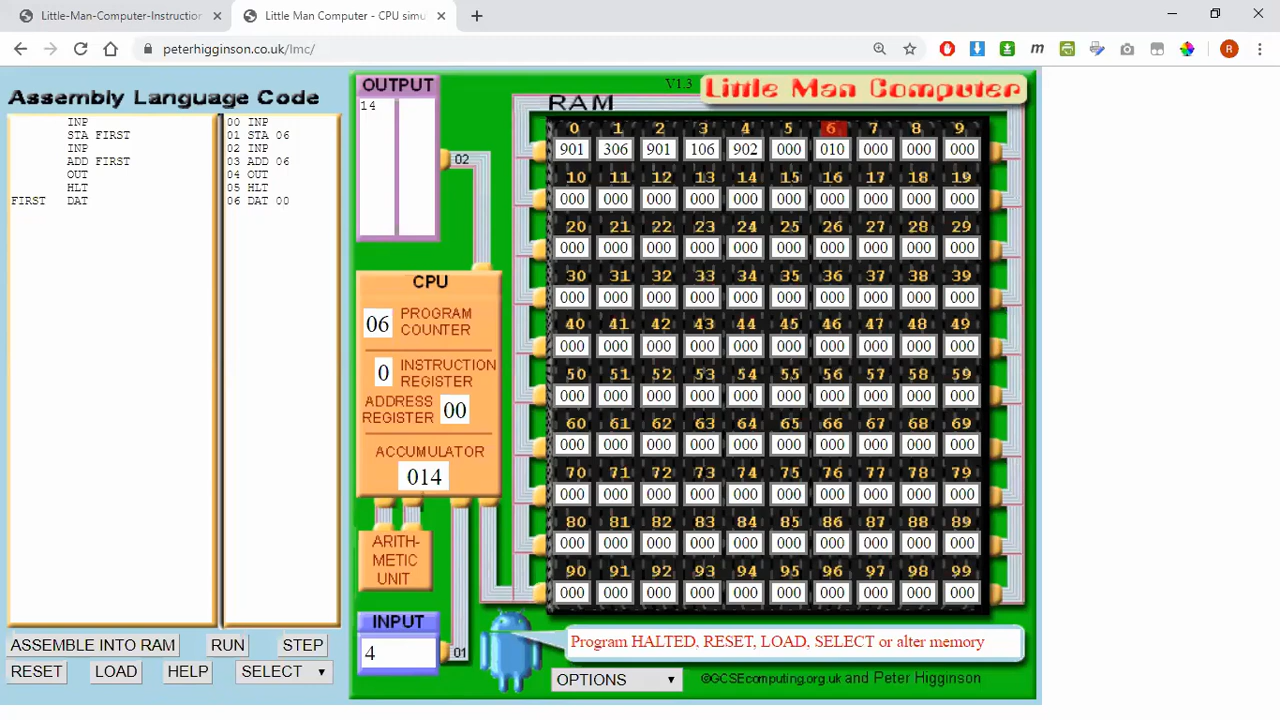 Little-Man-Computer-Instruction
Little Man Computer - CPU simu
peterhigginson.co.uk/lmc/
R
Assembly Language Code
INP
STA FIRST
INP
ADD FIRST
OUT
HLT
FIRST DAT
00 INP
01 STA 06
02 INP
03 ADD 06
04 OUT
05 HLT
06 DAT 00
ASSEMBLE INTO RAM RUN STEP
RESET LOAD HELP SELECT
OUTPUT
14
02
CPU
06 PROGRAM COUNTER
0 INSTRUCTION REGISTER
ADDRESS REGISTER 00
ACCUMULATOR
014
ARITH-
METIC
UNIT
INPUT
4
01
V1.3 Little Man Computer
RAM
0 1 2 3 4 5 6 7 8 9
901 306 901 106 902 000 010 000 000 000
10 11 12 13 14 15 16 17 18 19
000 000 000 000 000 000 000 000 000 000
20 21 22 23 24 25 26 27 28 29
000 000 000 000 000 000 000 000 000 000
30 31 32 33 34 35 36 37 38 39
000 000 000 000 000 000 000 000 000 000
40 41 42 43 44 45 46 47 48 49
000 000 000 000 000 000 000 000 000 000
50 51 52 53 54 55 56 57 58 59
000 000 000 000 000 000 000 000 000 000
60 61 62 63 64 65 66 67 68 69
000 000 000 000 000 000 000 000 000 000
70 71 72 73 74 75 76 77 78 79
000 000 000 000 000 000 000 000 000 000
80 81 82 83 84 85 86 87 88 89
000 000 000 000 000 000 000 000 000 000
90 91 92 93 94 95 96 97 98 99
000 000 000 000 000 000 000 000 000 000
Program HALTED, RESET, LOAD, SELECT or alter memory
OPTIONS
©GCSEcomputing.org.uk and Peter Higginson